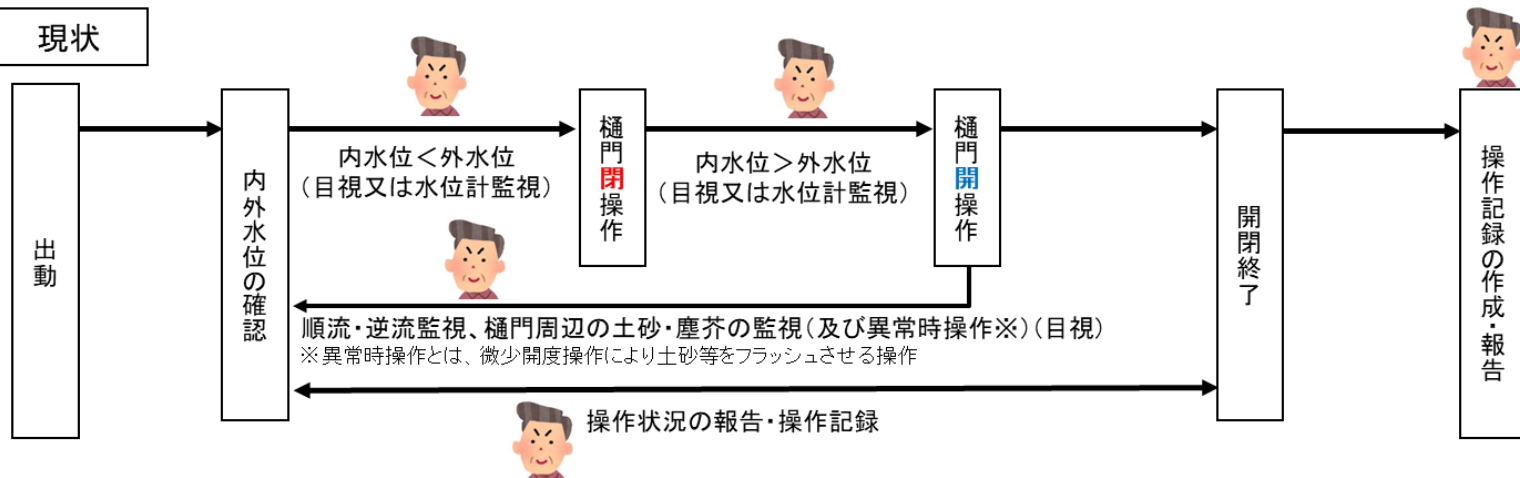 現状
出動
内外水位の確認
内水位＜外水位
（目視又は水位計監視）
樋門閉操作
内水位＞外水位
（目視又は水位計監視）
樋門開操作
順流・逆流監視、樋門周辺の土砂・塵芥の監視（及び異常時操作※）（目視）
※異常時操作とは、微少開度操作により土砂等をフラッシュさせる操作
操作状況の報告・操作記録
開閉終了
操作記録の作成・報告